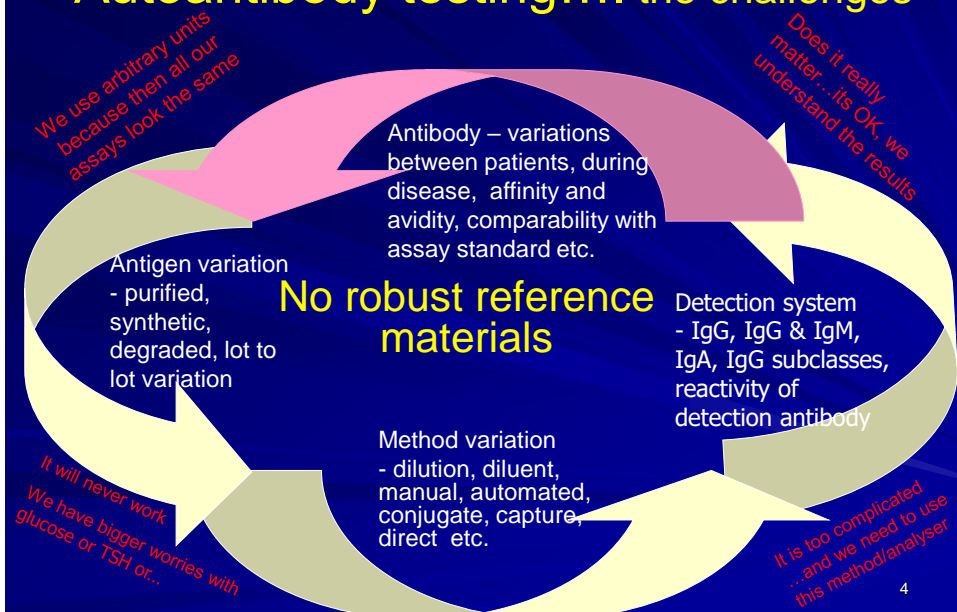 Autoantibody testing.... the challenges
We use arbitrary units
because then all our
assays look the same
Does it really
matter....its OK, we
understand the results
Antibody – variations
between patients, during
disease, affinity and
avidity, comparability with
assay standard etc.
Antigen variation
- purified,
synthetic,
degraded, lot to
lot variation
No robust reference
materials
Detection system
- IgG, IgG & IgM,
IgA, IgG subclasses,
reactivity of
detection antibody
Method variation
- dilution, diluent,
manual, automated,
conjugate, capture,
direct etc.
It will never work
We have bigger worries with
glucose or TSH or...
It is too complicated
...and we need to use
this method/analyser
4